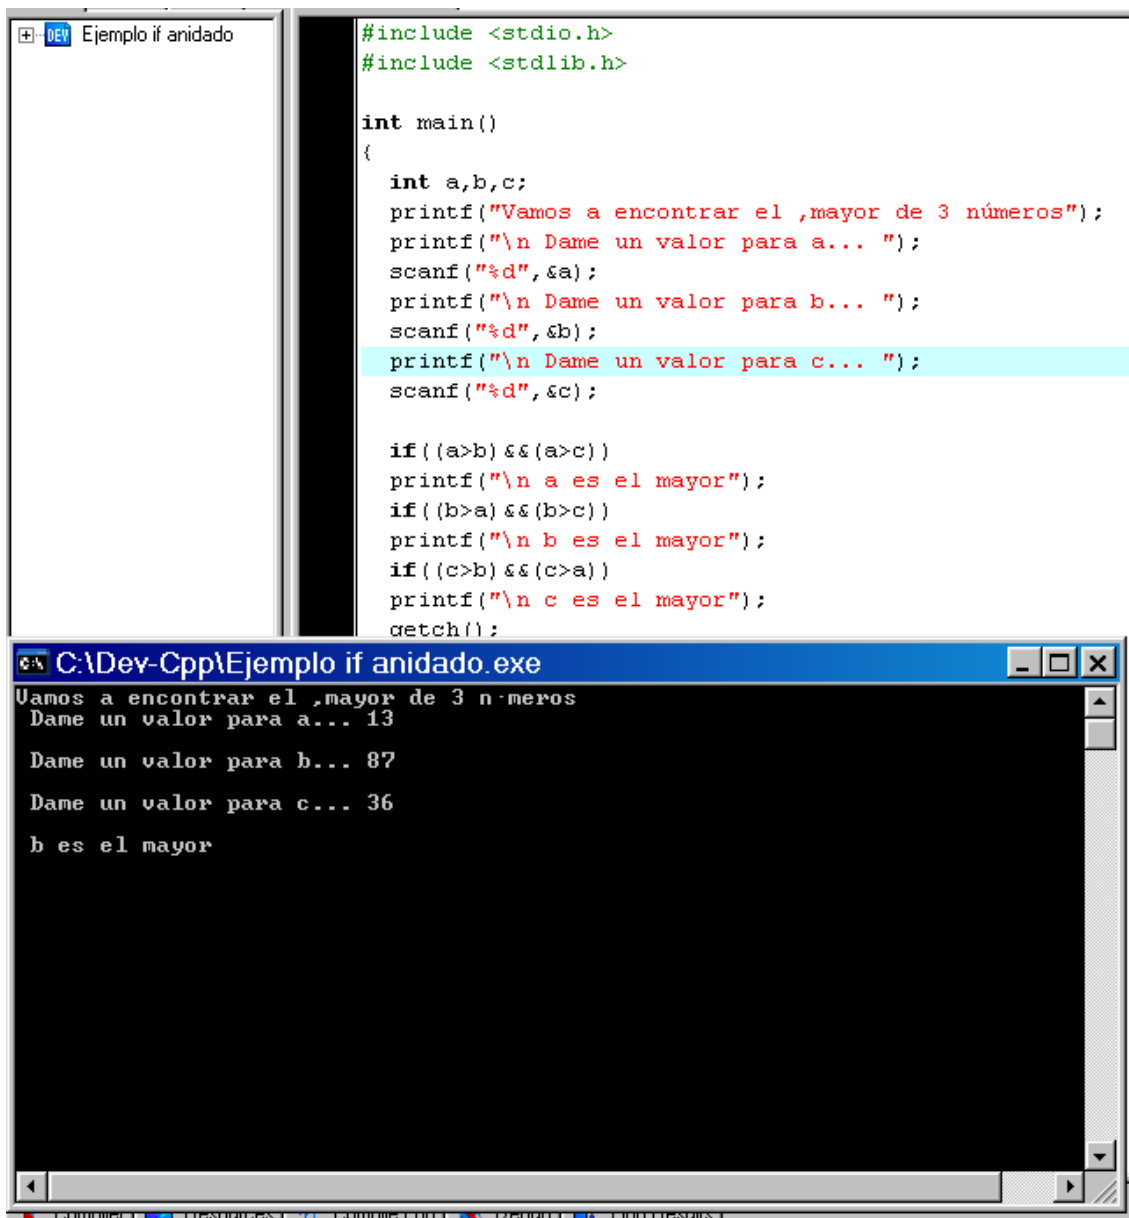 Ejemplo if anidado
#include <stdio.h>
#include <stdlib.h>
int main()
{
int a,b,c;
printf("Vamos a encontrar el ,mayor de 3 números");
printf("\n Dame un valor para a... ");
scanf("%d",&a);
printf("\n Dame un valor para b... ");
scanf("%d",&b);
printf("\n Dame un valor para c... ");
scanf("%d",&c);
if((a>b)&&(a>c))
printf("\n a es el mayor");
if((b>a)&&(b>c))
printf("\n b es el mayor");
if((c>b)&&(c>a))
printf("\n c es el mayor");
getch();
C:\Dev-Cpp\Ejemplo if anidado.exe
Vamos a encontrar el ,mayor de 3 n·meros
Dame un valor para a... 13
Dame un valor para b... 87
Dame un valor para c... 36
b es el mayor